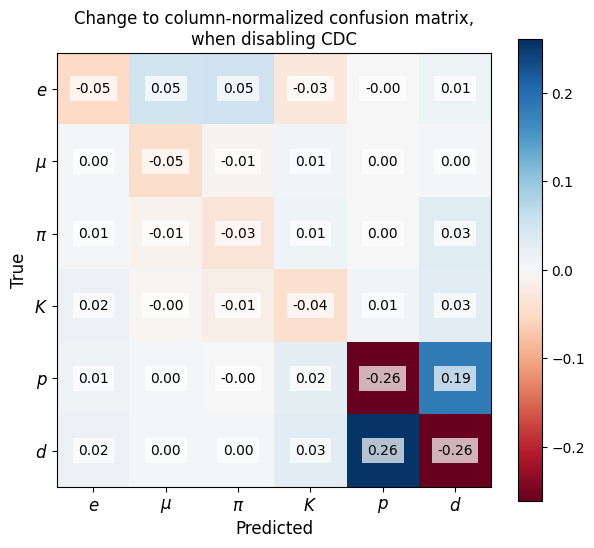 Change to column-normalized confusion matrix,
when disabling CDC
True
e -0.05 0.05 0.05 -0.03 -0.00 0.01
μ 0.00 -0.05 -0.01 0.01 0.00 0.00
π 0.01 -0.01 -0.03 0.01 0.00 0.03
K 0.02 -0.00 -0.01 -0.04 0.01 0.03
p 0.01 0.00 -0.00 0.02 -0.26 0.19
d 0.02 0.00 0.00 0.03 0.26 -0.26
e μ π K p d
Predicted
0.2
0.1
0.0
−0.1
−0.2